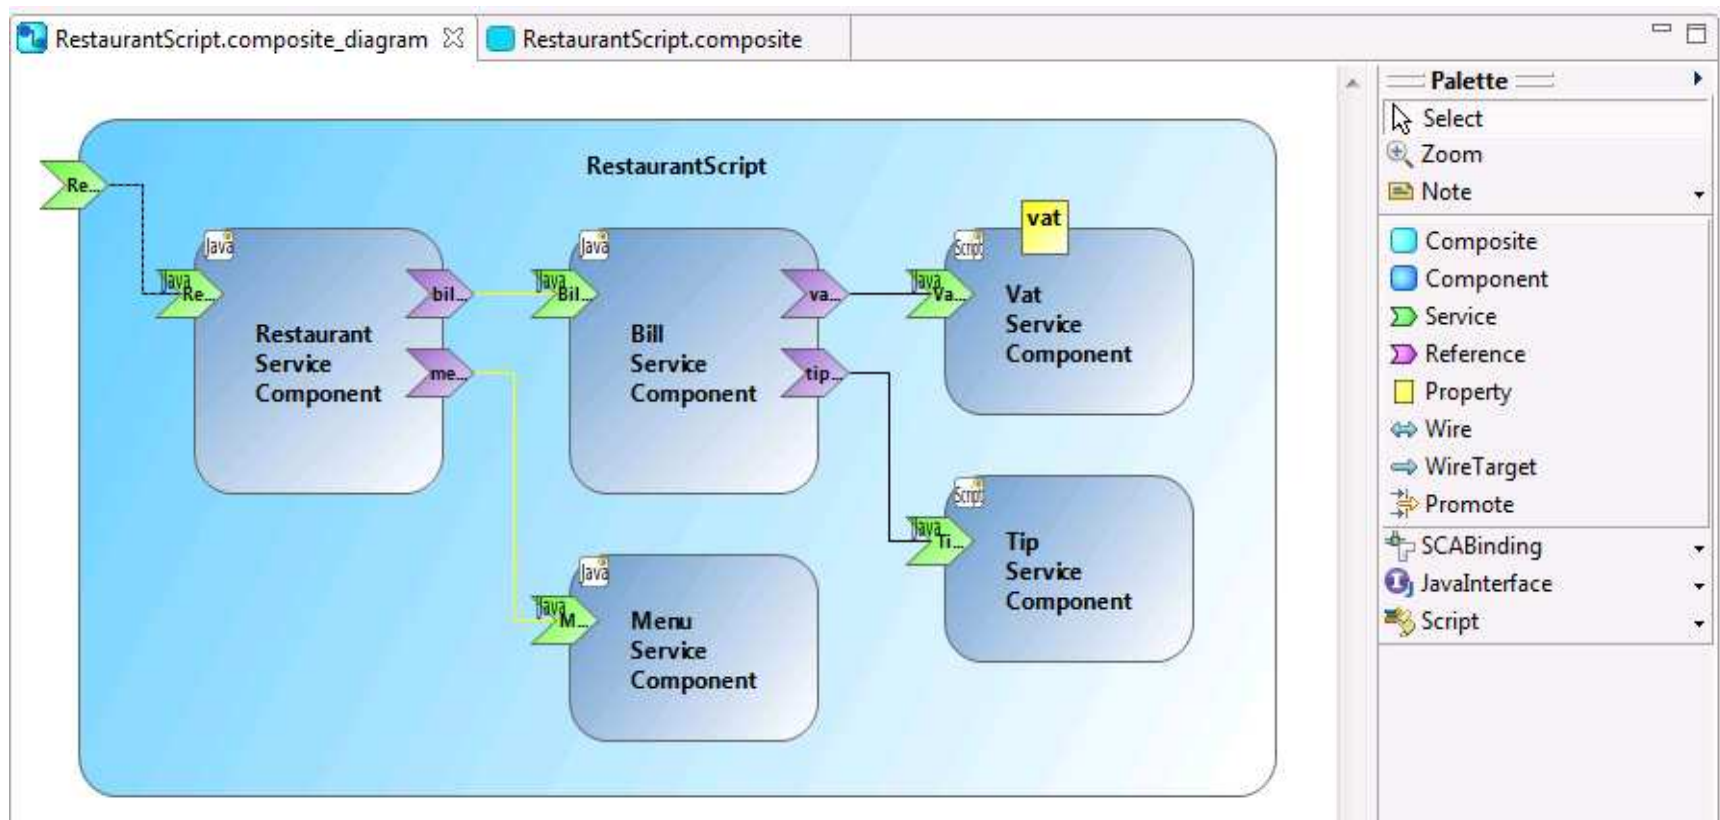 RestaurantScript.composite_diagram
RestaurantScript.composite
RestaurantScript
Re...
Java
Java
Re...
Restaurant
Service
Component
bil...
me...
Java
Java
Bil...
Bill
Service
Component
va...
tip...
Script
vat
Java
Va...
Vat
Service
Component
Java
Java
M...
Menu
Service
Component
Script
Java
Ti...
Tip
Service
Component
Palette
Select
Zoom
Note
Composite
Component
Service
Reference
Property
Wire
WireTarget
Promote
SCABinding
JavaInterface
Script